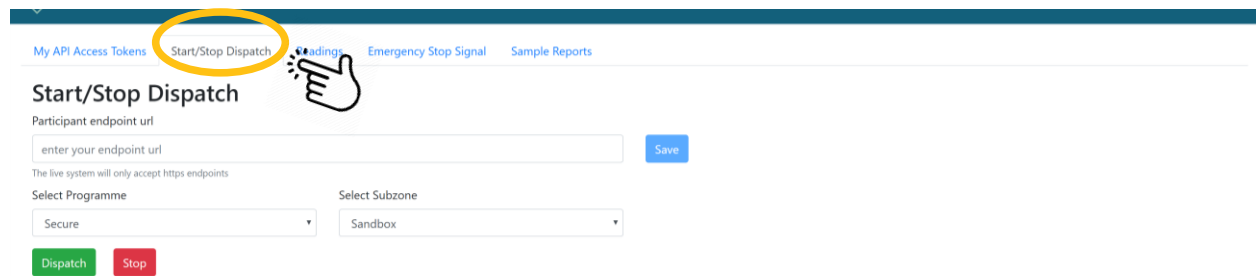 My API Access Tokens Start/Stop Dispatch Readings Emergency Stop Signal Sample Reports
Start/Stop Dispatch
Participant endpoint url
enter your endpoint url Save
The live system will only accept https endpoints
Select Programme Select Subzone
Secure Sandbox
Dispatch Stop